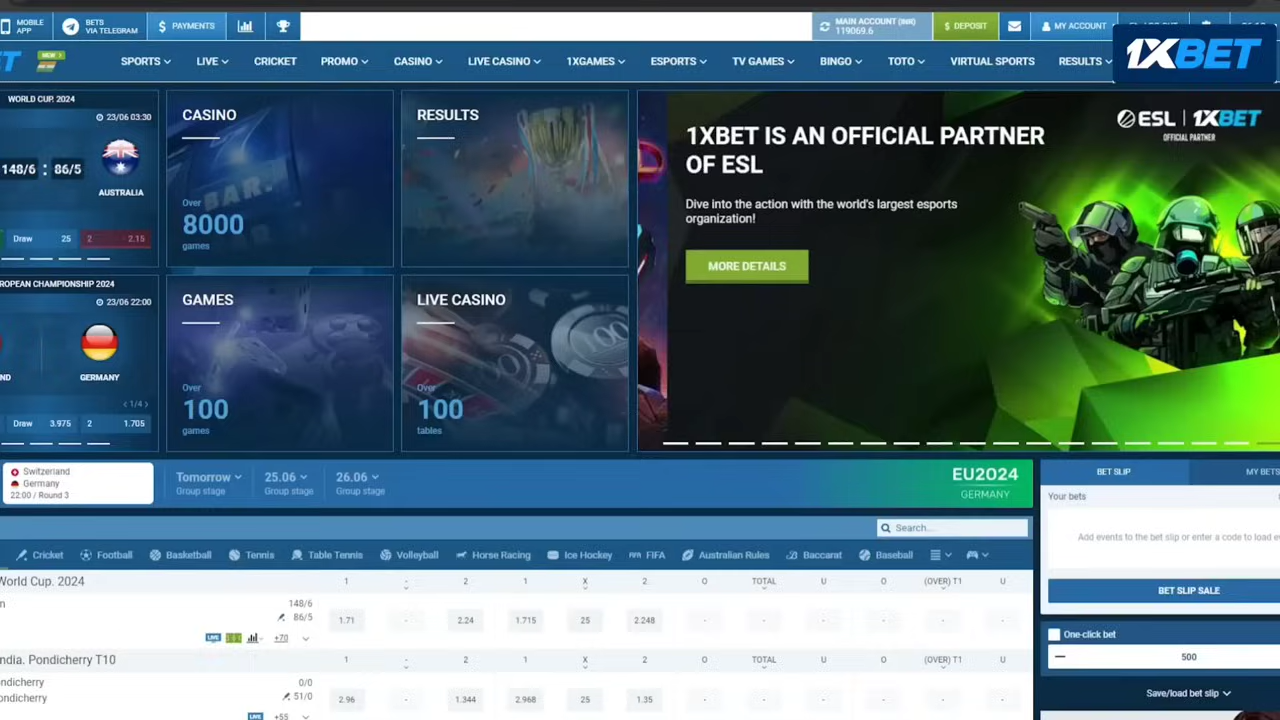 MOBILE
APP
BETS
VIA TELEGRAM
$ PAYMENTS
MAIN ACCOUNT (INR)
119069.6
$ DEPOSIT
MY ACCOUNT
1XBET
NEW
SPORTS
LIVE
CRICKET
PROMO
CASINO
LIVE CASINO
1XGAMES
ESPORTS
TV GAMES
BINGO
TOTO
VIRTUAL SPORTS
RESULTS
WORLD CUP. 2024
23/06 03:30
148/6 : 86/5
AUSTRALIA
Draw 25 2 2.15
CASINO
BAR.
Over
8000
games
RESULTS
1XBET IS AN OFFICIAL PARTNER
OF ESL
Dive into the action with the world's largest esports
organization!
MORE DETAILS
ESL | 1XBET
OFFICIAL PARTNER
ROPEAN CHAMPIONSHIP 2024
23/06 22:00
ND
GERMANY
< 1/4 >
Draw 3.975 2 1.705
GAMES
Over
100
games
LIVE CASINO
100
Over
100
tables
Switzerland
Germany
22:00 / Round 3
Tomorrow
Group stage
25.06
Group stage
26.06
Group stage
EU2024
GERMANY
BET SLIP
MY BETS
Your bets
Add events to the bet slip or enter a code to load e
BET SLIP SALE
One-click bet
500
Save/load bet slip
Search...
Cricket
Football
Basketball
Tennis
Table Tennis
Volleyball
Horse Racing
Ice Hockey
FIFA FIFA
Australian Rules
Baccarat
Baseball
World Cup. 2024 1 - 2 1 X 2 O TOTAL U O (OVER) T1 U
m 148/6
86/5
1.71 - 2.24 1.715 25 2.248 - - - - - -
LIVE +70
India. Pondicherry T10 1 - 2 1 X 2 O TOTAL U O (OVER) T1 U
ondicherry 0/0
ondicherry 51/0
2.96 - 1.344 2.968 25 1.35 - - - - - -
LIVE +55